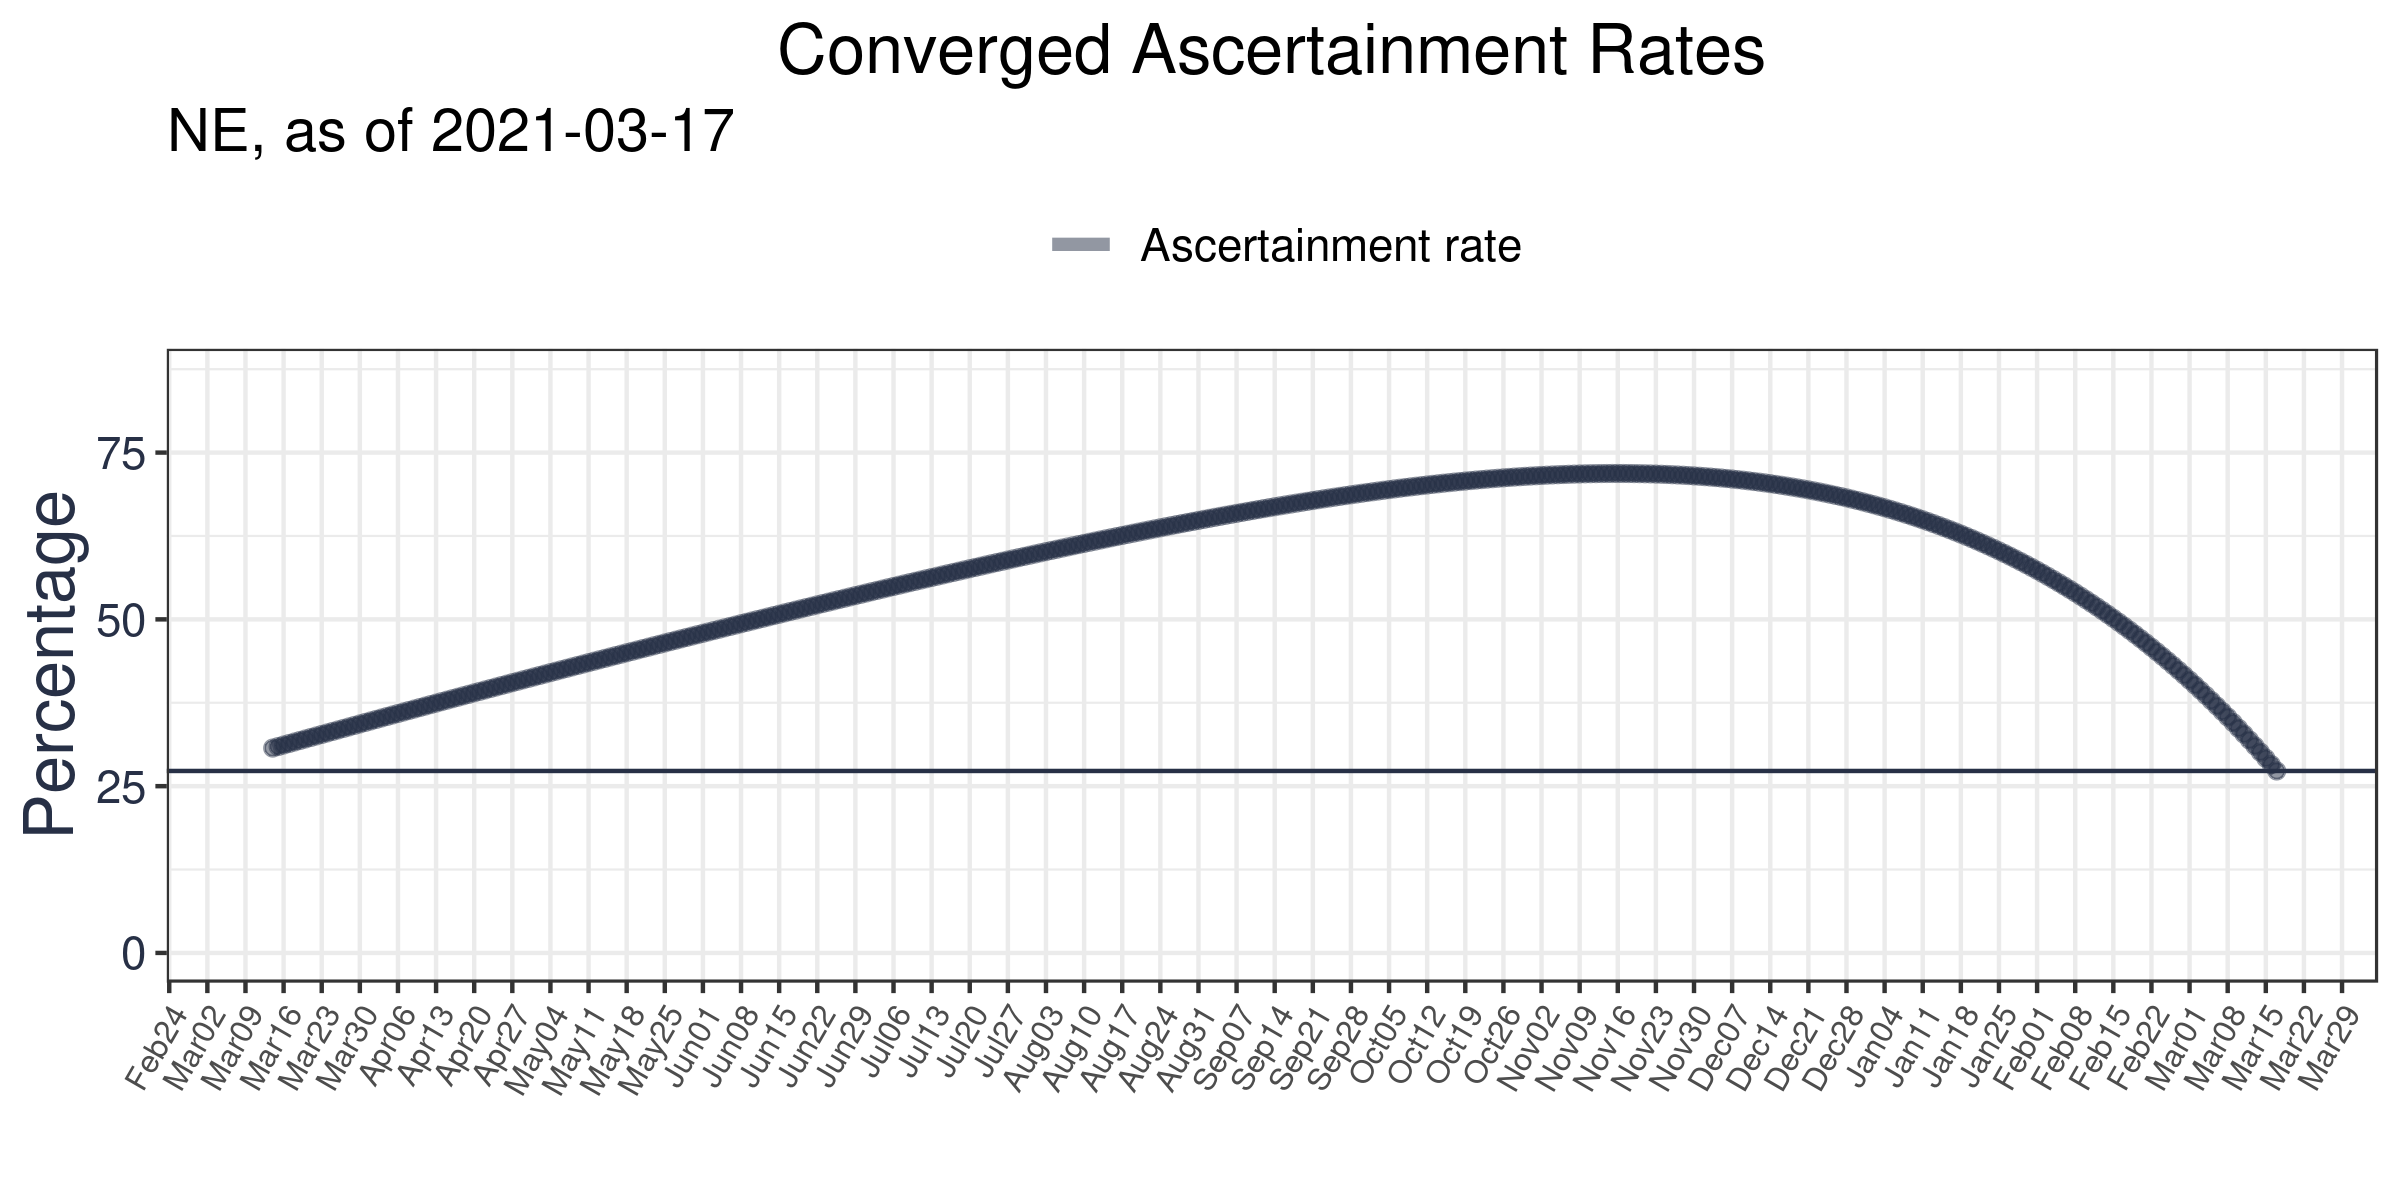 Converged Ascertainment Rates
NE, as of 2021-03-17
Ascertainment rate
Percentage
75
50
25
0
Feb24 Mar02 Mar09 Mar16 Mar23 Mar30 Apr06 Apr13 Apr20 Apr27 May04 May11 May18 May25 Jun01 Jun08 Jun15 Jun22 Jun29 Jul06 Jul13 Jul20 Jul27 Aug03 Aug10 Aug17 Aug24 Aug31 Sep07 Sep14 Sep21 Sep28 Oct05 Oct12 Oct19 Oct26 Nov02 Nov09 Nov16 Nov23 Nov30 Dec07 Dec14 Dec21 Dec28 Jan04 Jan11 Jan18 Jan25 Feb01 Feb08 Feb15 Feb22 Mar01 Mar08 Mar15 Mar22 Mar29